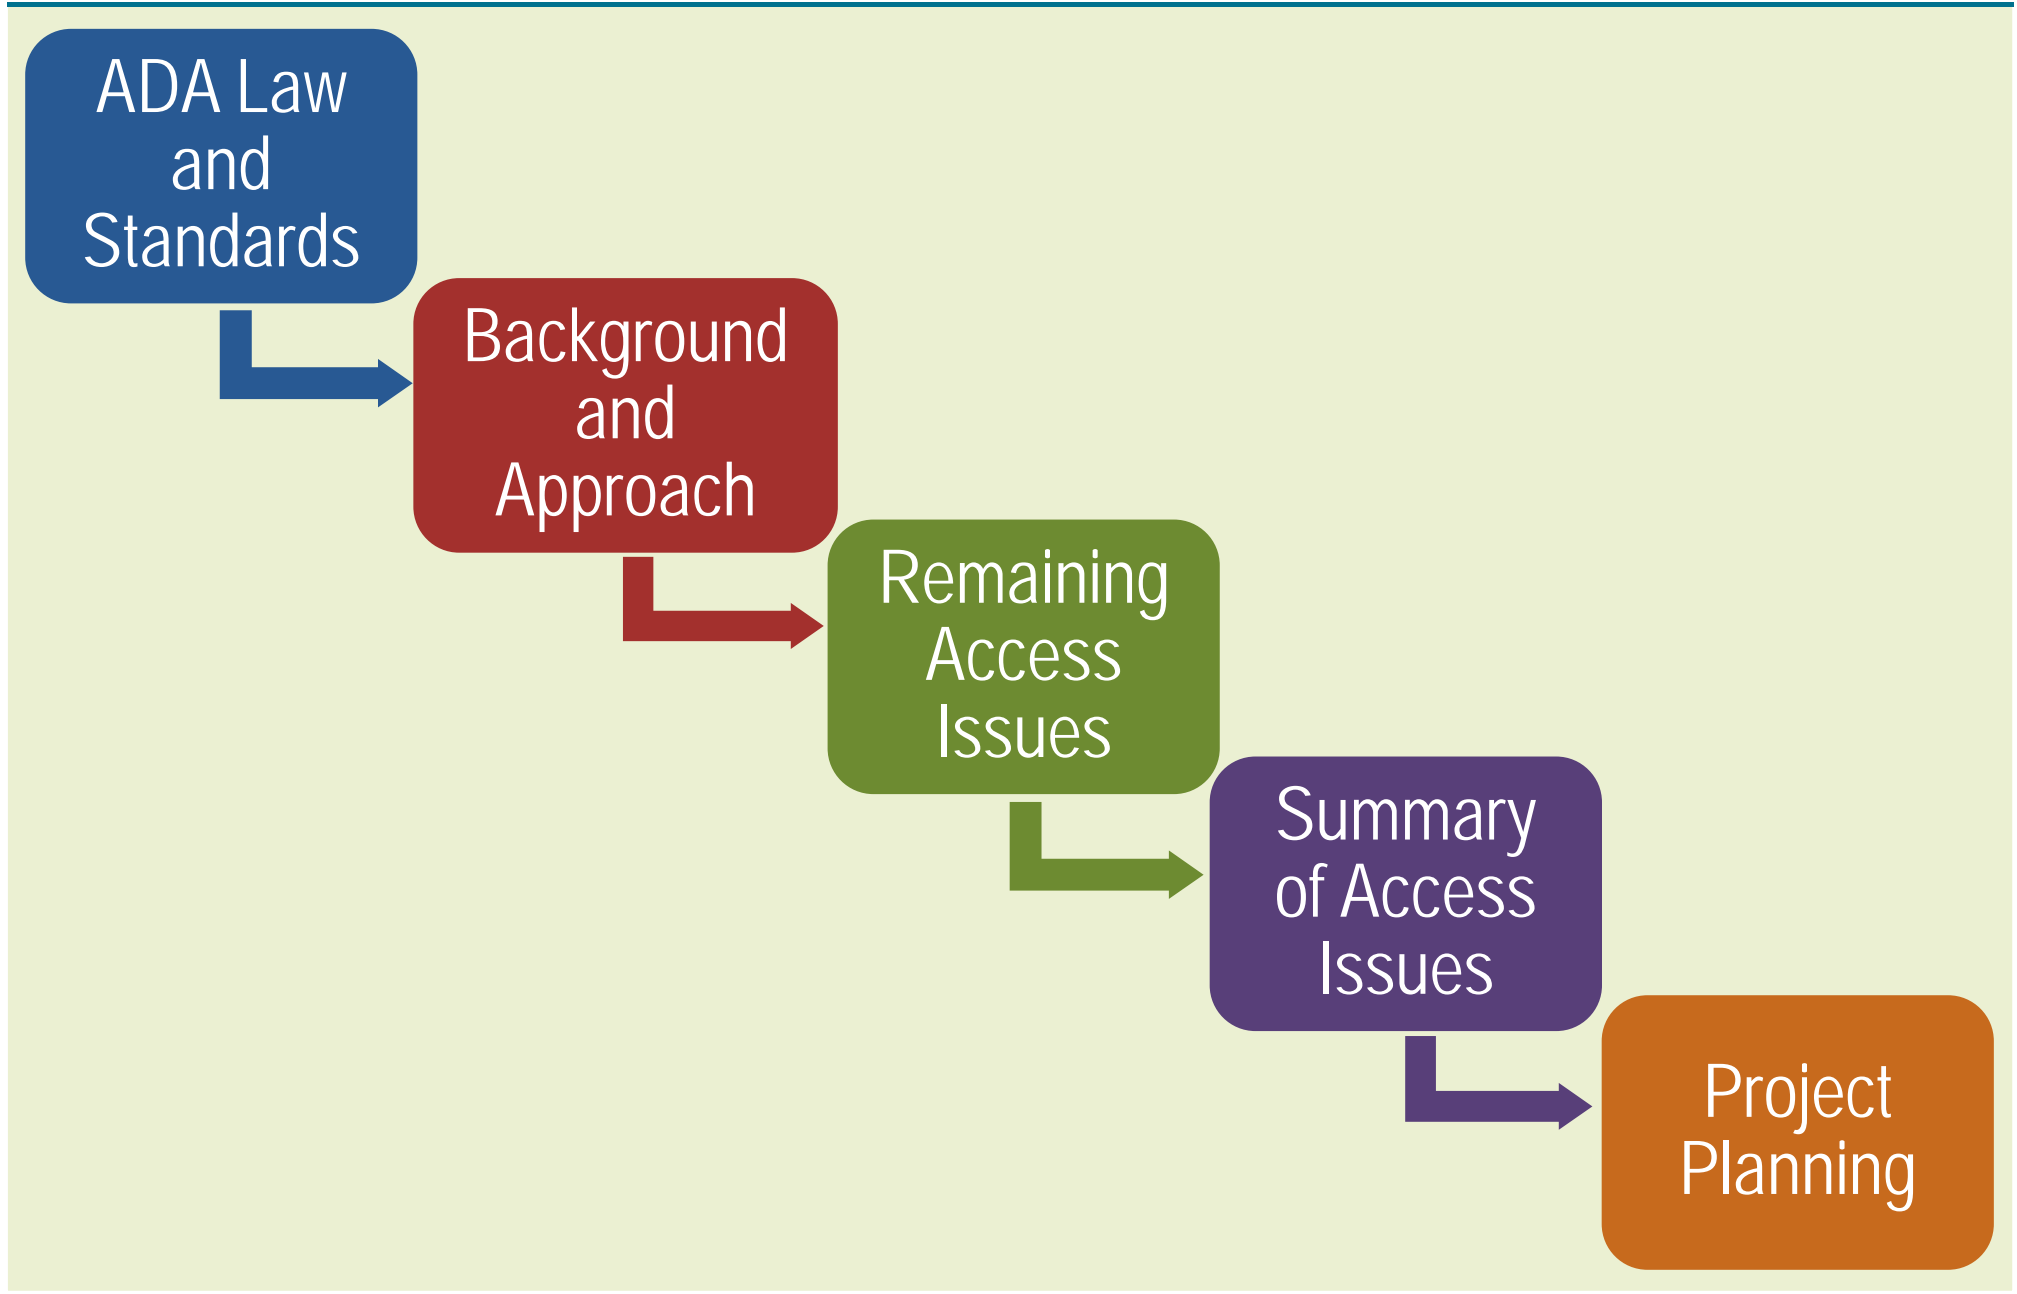 ADA Law
and
Standards
Background
and
Approach
Remaining
Access
Issues
Summary
of Access
Issues
Project
Planning